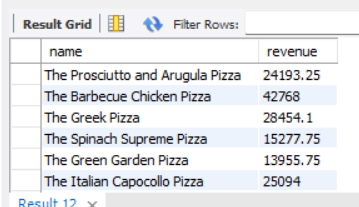 Result Grid Filter Rows:
name revenue
The Prosciutto and Arugula Pizza 24193.25
The Barbecue Chicken Pizza 42768
The Greek Pizza 28454.1
The Spinach Supreme Pizza 15277.75
The Green Garden Pizza 13955.75
The Italian Capocollo Pizza 25094
Result 12 ×